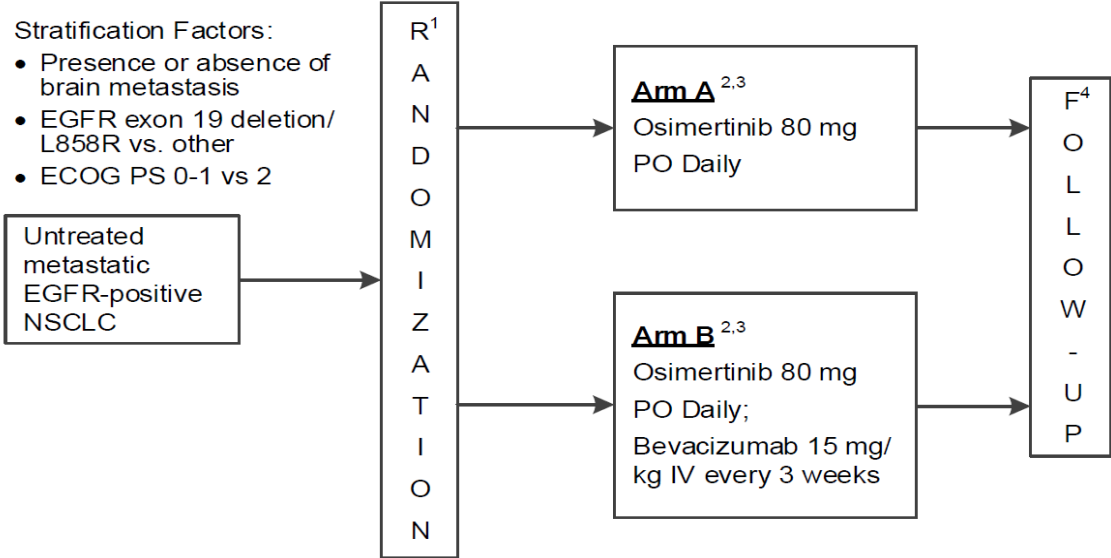 Stratification Factors:
• Presence or absence of
brain metastasis
• EGFR exon 19 deletion/
L858R vs. other
• ECOG PS 0-1 vs 2
Untreated
metastatic
EGFR-positive
NSCLC
R¹
A
N
D
O
M
I
Z
A
T
I
O
N
Arm A 2,3
Osimertinib 80 mg
PO Daily
Arm B 2,3
Osimertinib 80 mg
PO Daily;
Bevacizumab 15 mg/
kg IV every 3 weeks
F⁴
O
L
L
O
W
-
U
P